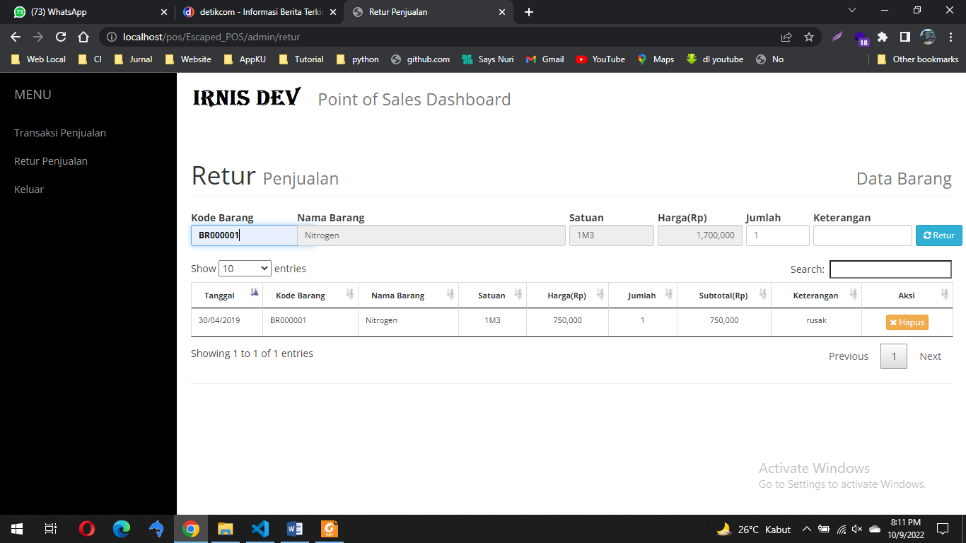 (73) WhatsApp
detikcom - Informasi Berita Terki
Retur Penjualan
localhost/pos/Escaped_POS/admin/retur
18
Web Local CI Jurnal Website AppKU Tutorial python github.com Says Nuri Gmail YouTube Maps dl youtube No Other bookmarks
MENU
IRNIS DEV Point of Sales Dashboard
Transaksi Penjualan
Retur Penjualan
Keluar
Retur Penjualan
Data Barang
Kode Barang Nama Barang Satuan Harga(Rp) Jumlah Keterangan
BR000001 Nitrogen 1M3 1,700,000 1 Retur
Show 10 entries
Search:
Tanggal Kode Barang Nama Barang Satuan Harga(Rp) Jumlah Subtotal(Rp) Keterangan Aksi
30/04/2019 BR000001 Nitrogen 1M3 750,000 1 750,000 rusak Hapus
Showing 1 to 1 of 1 entries
Previous 1 Next
Activate Windows
Go to Settings to activate Windows.
26°C Kabut
8:11 PM
10/9/2022